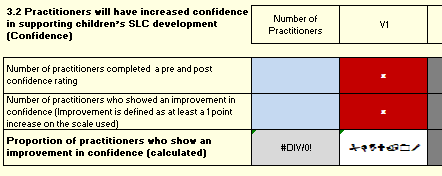 3.2 Practitioners will have increased confidence
in supporting children's SLC development
(Confidence)
Number of
Practitioners
V1
Number of practitioners completed a pre and post
confidence rating
Number of practitioners who showed an improvement in
confidence (Improvement is defined as at least a 1 point
increase on the scale used)
Proportion of practitioners who show an
improvement in confidence (calculated)
#DIV/0!